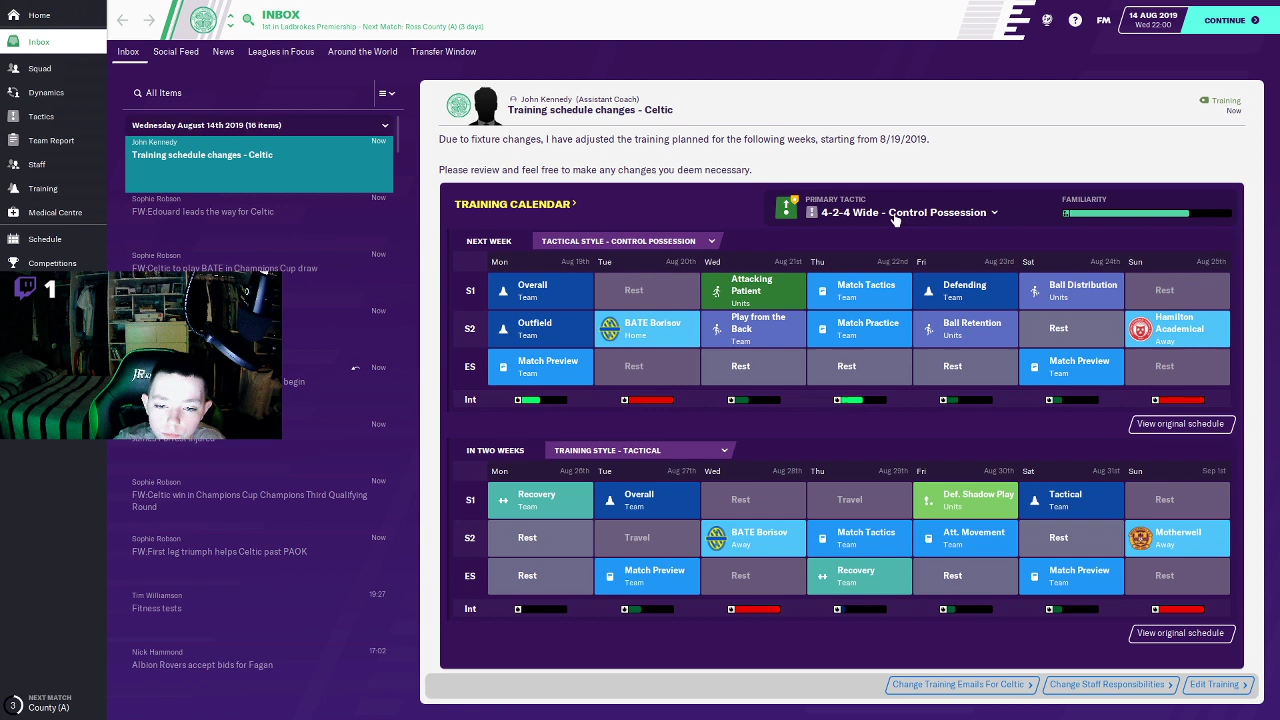 Home
Inbox
Squad
Dynamics
Tactics
Team Report
Staff
Training
Medical Centre
Schedule
Competitions
1
3
NEXT MATCH
County (A)
INBOX
1st in Ladbrokes Premiership - Next Match: Ross County (A) (3 days)
FM
14 AUG 2019
Wed 22:00
CONTINUE
Inbox Social Feed News Leagues in Focus Around the World Transfer Window
All Items
Wednesday August 14th 2019 (16 items)
John Kennedy Now
Training schedule changes - Celtic
Sophie Robson Now
FW:Edouard leads the way for Celtic
Sophie Robson Now
FW:Celtic to play BATE in Champions Cup draw
Now
Now
begin
Now
James Forrest injured
Sophie Robson Now
FW:Celtic win in Champions Cup Champions Third Qualifying
Round
Sophie Robson Now
FW:First leg triumph helps Celtic past PAOK
Tim Williamson 19:27
Fitness tests
Nick Hammond 17:02
Albion Rovers accept bids for Fagan
John Kennedy (Assistant Coach)
Training schedule changes - Celtic
Training
Now
Due to fixture changes, I have adjusted the training planned for the following weeks, starting from 8/19/2019.
Please review and feel free to make any changes you deem necessary.
TRAINING CALENDAR
PRIMARY TACTIC
4-2-4 Wide - Control Possession
FAMILIARITY
NEXT WEEK TACTICAL STYLE - CONTROL POSSESSION
Mon Aug 19th Tue Aug 20th Wed Aug 21st Thu Aug 22nd Fri Aug 23rd Sat Aug 24th Sun Aug 25th
S1 Overall Team Rest Attacking Patient Units Match Tactics Team Defending Team Ball Distribution Units Rest
S2 Outfield Team BATE Borisov Home Play from the Back Team Match Practice Team Ball Retention Units Rest Hamilton Academical Away
ES Match Preview Team Rest Rest Rest Rest Match Preview Team Rest
Int
View original schedule
IN TWO WEEKS TRAINING STYLE - TACTICAL
Mon Aug 26th Tue Aug 27th Wed Aug 28th Thu Aug 29th Fri Aug 30th Sat Aug 31st Sun Sep 1st
S1 Recovery Team Overall Team Rest Travel Def. Shadow Play Units Tactical Team Rest
S2 Rest Travel BATE Borisov Away Match Tactics Team Att. Movement Team Rest Motherwell Away
ES Rest Match Preview Team Rest Recovery Team Rest Match Preview Team Rest
Int
View original schedule
Change Training Emails For Celtic Change Staff Responsibilities Edit Training